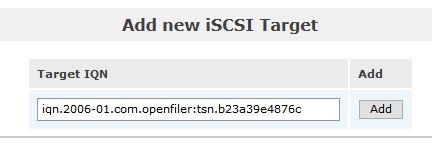 Add new iSCSI Target
Target IQN Add
iqn.2006-01.com.openfiler:tsn.b23a39e4876c Add